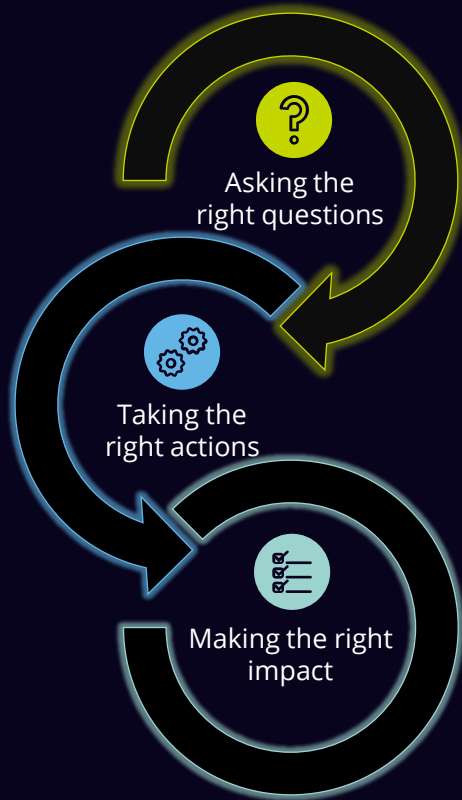 Asking the
right questions
Taking the
right actions
Making the right
impact